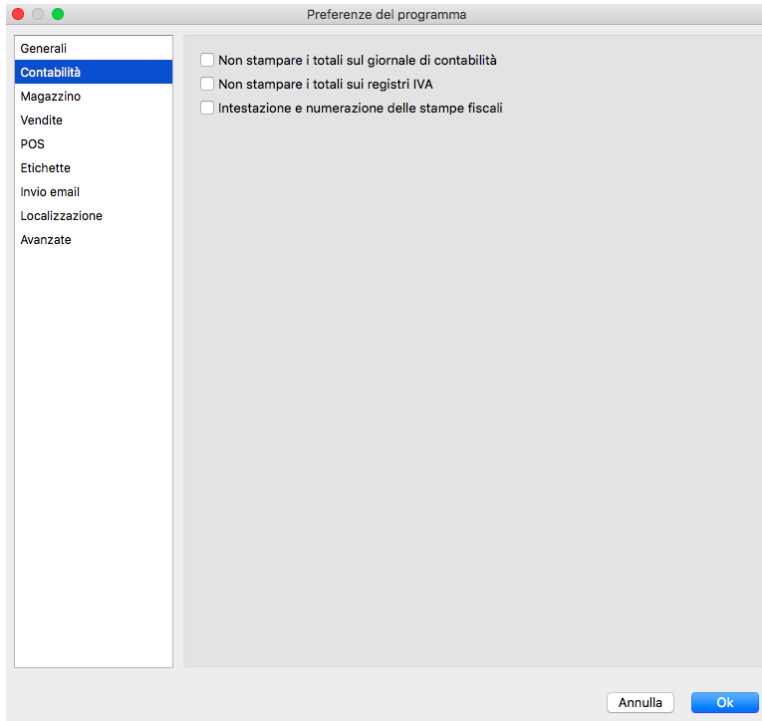 Preferenze del programma
Generali
Contabilità
Magazzino
Vendite
POS
Etichette
Invio email
Localizzazione
Avanzate
Non stampare i totali sul giornale di contabilità
Non stampare i totali sui registri IVA
Intestazione e numerazione delle stampe fiscali
Annulla
Ok